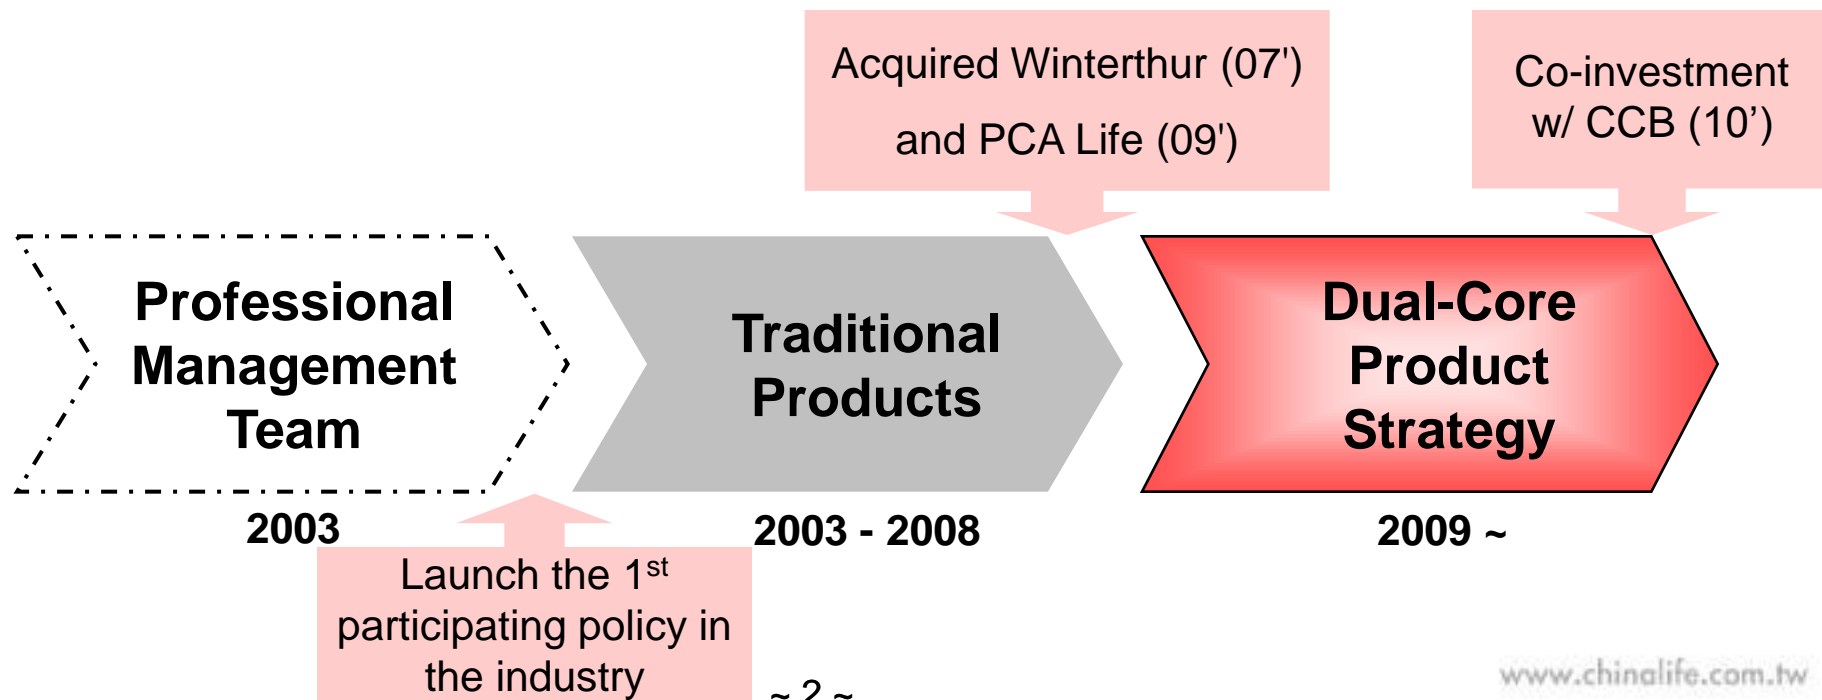 Acquired Winterthur (07')
and PCA Life (09')
Co-investment
w/ CCB (10’)
Professional
Management
Team
Traditional
Products
Dual-Core
Product
Strategy
2003
2003 - 2008
2009 ~
Launch the 1st
participating policy in
the industry
~ 2 ~
www.chinalife.com.tw